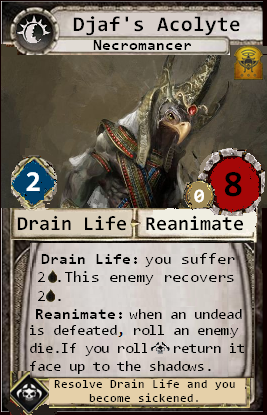 Djaf's Acolyte
Necromancer
2
0
8
Drain Life Reanimate
Drain Life: you suffer
2.This enemy recovers
2.
Reanimate: when an undead
is defeated, roll an enemy
die.If you roll return it
face up to the shadows.
Resolve Drain Life and you
become sickened.